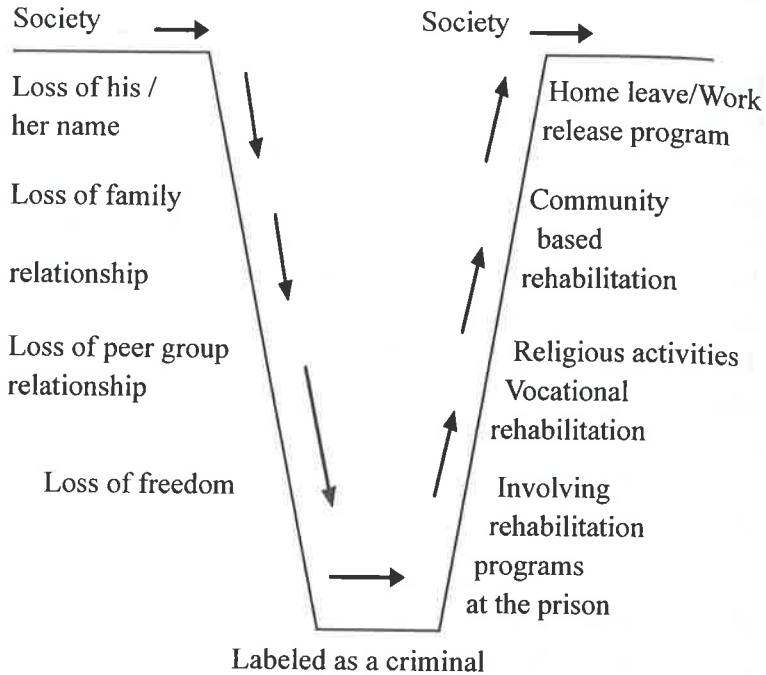 Society
Loss of his /
her name
Loss of family
relationship
Loss of peer group
relationship
Loss of freedom
Labeled as a criminal
Society
Home leave/Work
release program
Community
based
rehabilitation
Religious activities
Vocational
rehabilitation
Involving
rehabilitation
programs
at the prison